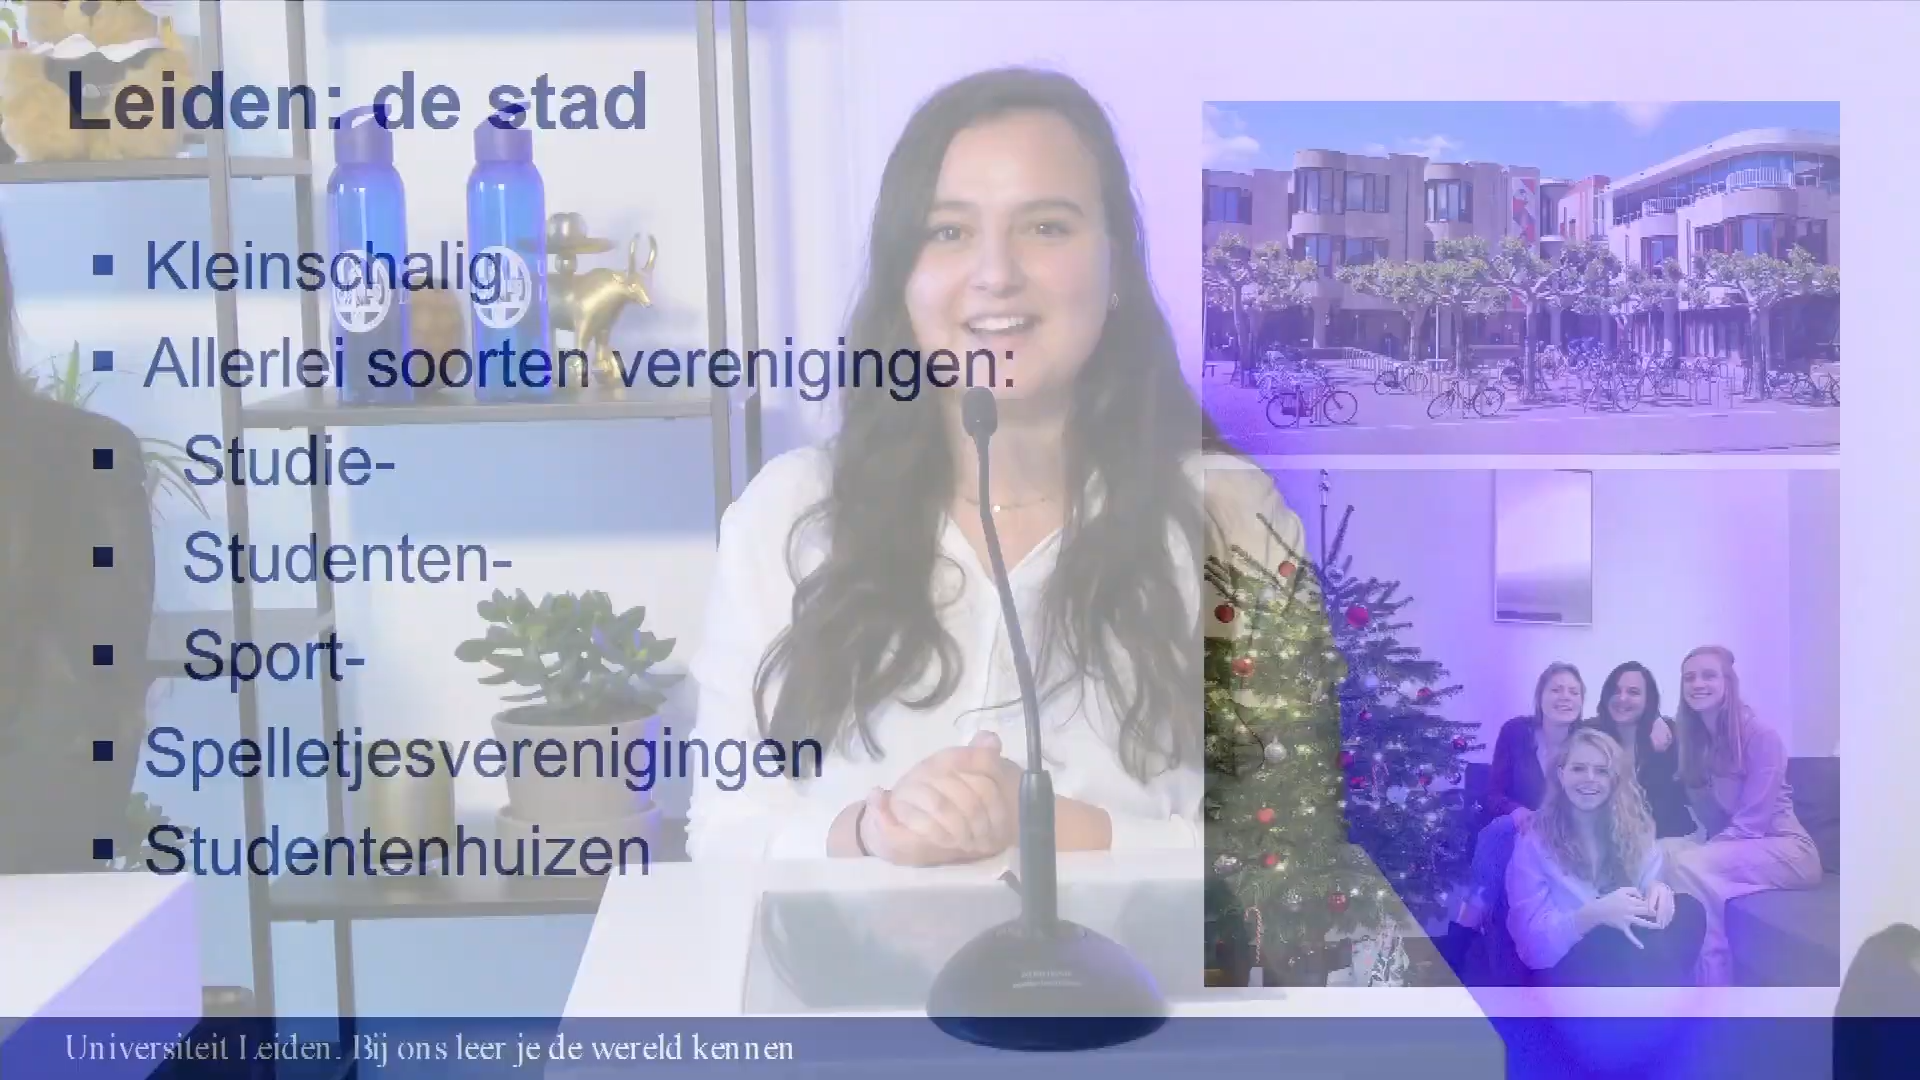 Leiden: de stad
Kleinschalig
Allerlei soorten verenigingen:
Studie-
Studenten-
Sport-
Spelletjesverenigingen
Studentenhuizen
Universiteit Leiden. Bij ons leer je de wereld kennen